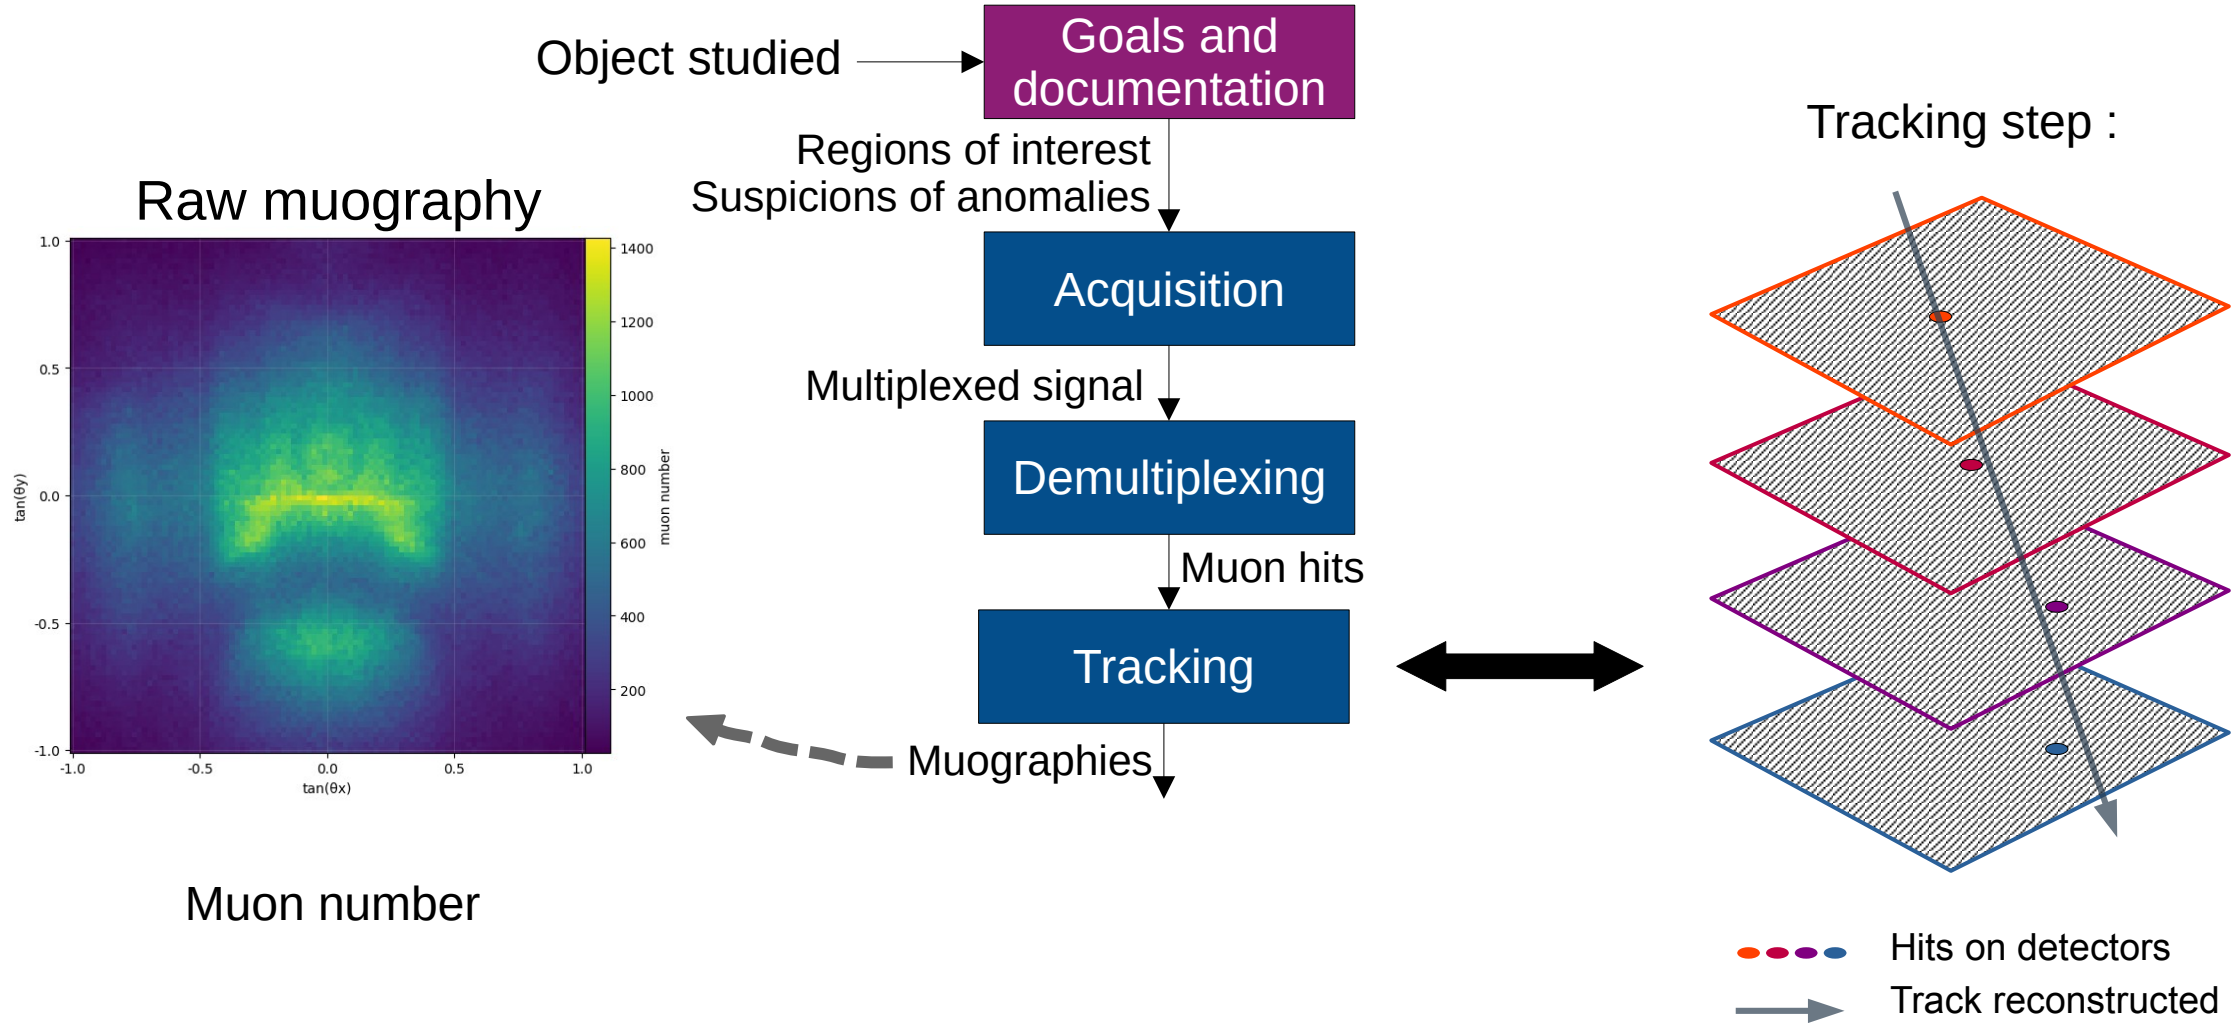 Object studied
Goals and
documentation
Regions of interest
Suspicions of anomalies
Acquisition
Multiplexed signal
Demultiplexing
Muon hits
Tracking
Muographies
Raw muography
1.0
0.5
0.0
-0.5
-1.0
tan(θy)
-1.0
-0.5
0.0
0.5
1.0
tan(θx)
1400
1200
1000
800
600
400
200
muon number
Muon number
Tracking step :
Hits on detectors
Track reconstructed